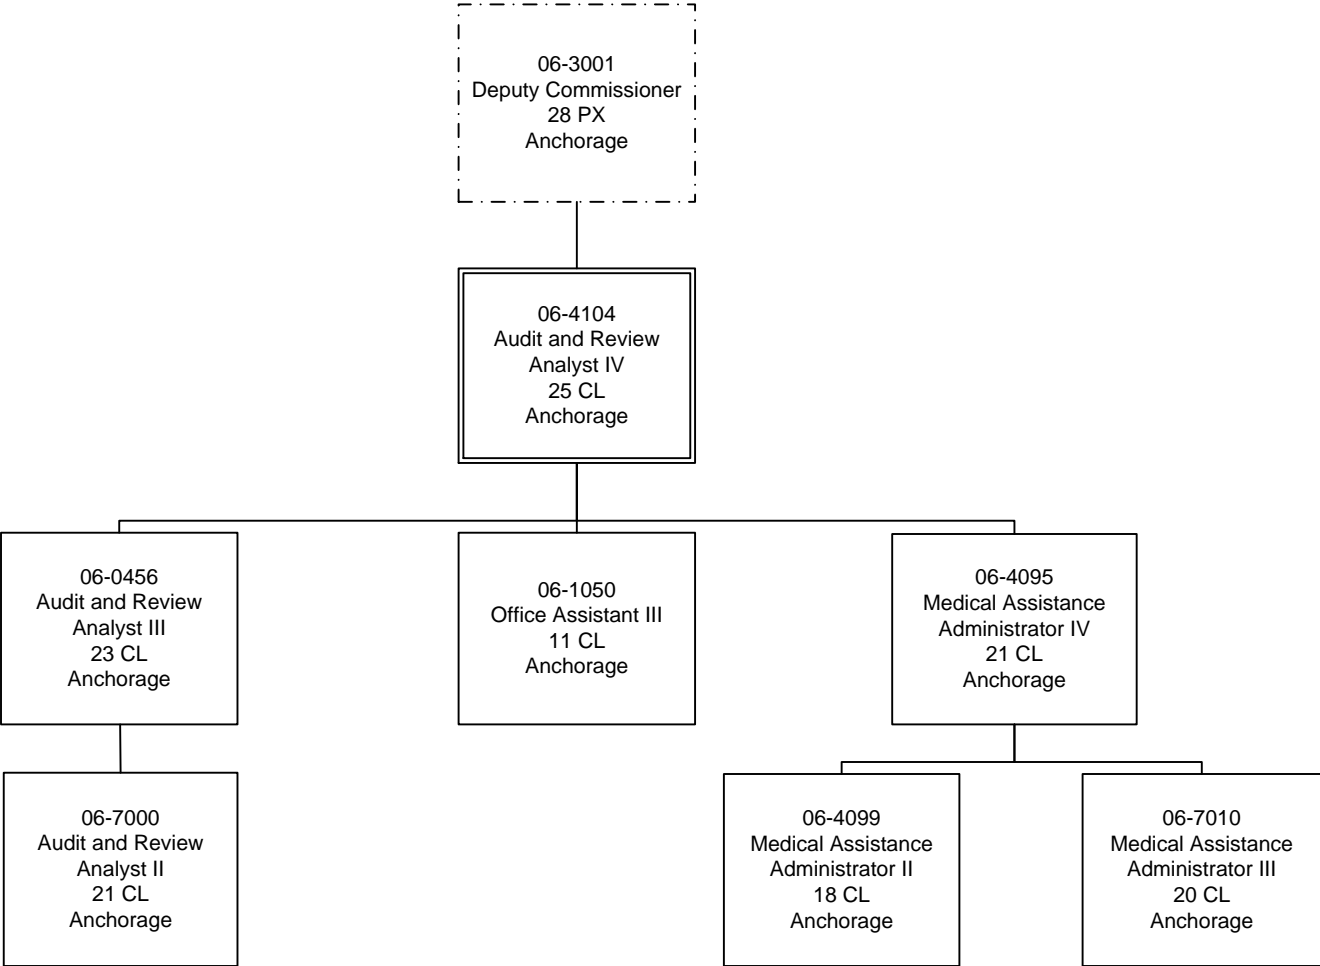 06-3001
Deputy Commissioner
28 PX
Anchorage
06-4104
Audit and Review
Analyst IV
25 CL
Anchorage
06-0456
Audit and Review
Analyst III
23 CL
Anchorage
06-1050
Office Assistant III
11 CL
Anchorage
06-4095
Medical Assistance
Administrator IV
21 CL
Anchorage
06-7000
Audit and Review
Analyst II
21 CL
Anchorage
06-4099
Medical Assistance
Administrator II
18 CL
Anchorage
06-7010
Medical Assistance
Administrator III
20 CL
Anchorage